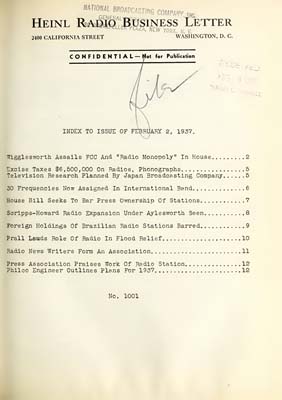 NATIONAL BROADCASTING COMPANY, INC.
HEINL RADIO BUSINESS LETTER
2400 CALIFORNIA STREET WASHINGTON, D. C.
CONFIDENTIAL—Not for Publication
INDEX TO ISSUE OF FEBRUARY 2, 1937.
Wigglesworth Assails FCC And "Radio Monopoly" In House........2
Excise Taxes $6,500,000 On Radios, Phonographs................5
Television Research Planned By Japan Broadcasting Company.....5
30 Frequencies Now Assigned In International Band.............6
House Bill Seeks To Bar Press Ownership Of Stations...........7
Scripps-Howard Radio Expansion Under Aylesworth Seen..........8
Foreign Holdings Of Brazilian Radio Stations Barred...........9
Prall Lauds Role Of Radio In Flood Relief....................10
Radio News Writers Form An Association.......................11
Press Association Praises Work Of Radio Station..............12
Philco Engineer Outlines Plans For 1937......................12
No. 1001